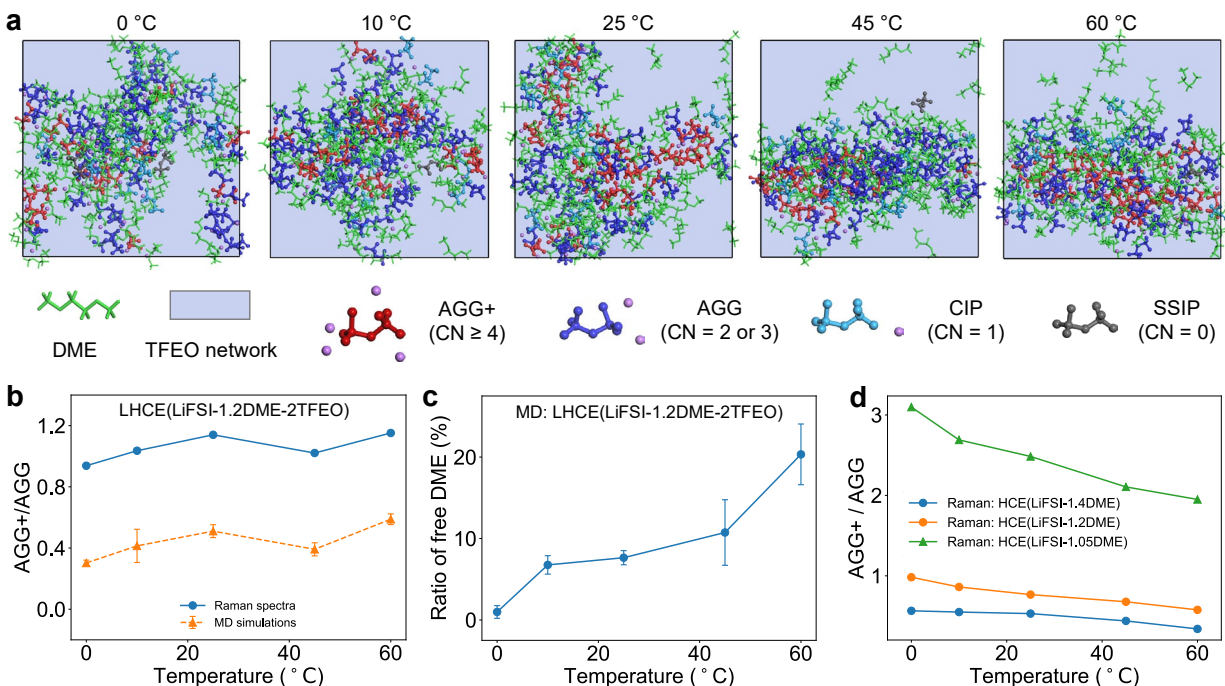 a
0 °C
10 °C
25 °C
45 °C
60 °C
DME
TFEO network
AGG+
(CN ≥ 4)
AGG
(CN = 2 or 3)
CIP
(CN = 1)
SSIP
(CN = 0)
b
LHCE(LiFSI-1.2DME-2TFEO)
AGG+/AGG
1.2
0.8
0.4
0.0
Raman spectra
MD simulations
0
20
40
60
Temperature (°C)
c
MD: LHCE(LiFSI-1.2DME-2TFEO)
Ratio of free DME (%)
20
10
0
0
20
40
60
Temperature (°C)
d
AGG+ / AGG
3
2
1
Raman: HCE(LiFSI-1.4DME)
Raman: HCE(LiFSI-1.2DME)
Raman: HCE(LiFSI-1.05DME)
0
20
40
60
Temperature (°C)